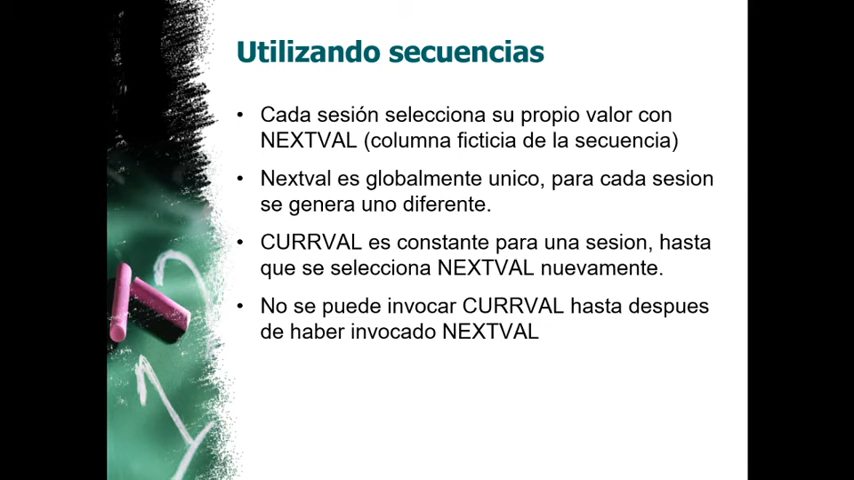 Utilizando secuencias
• Cada sesión selecciona su propio valor con
NEXTVAL (columna ficticia de la secuencia)
• Nextval es globalmente unico, para cada sesion
se genera uno diferente.
• CURRVAL es constante para una sesion, hasta
que se selecciona NEXTVAL nuevamente.
• No se puede invocar CURRVAL hasta despues
de haber invocado NEXTVAL